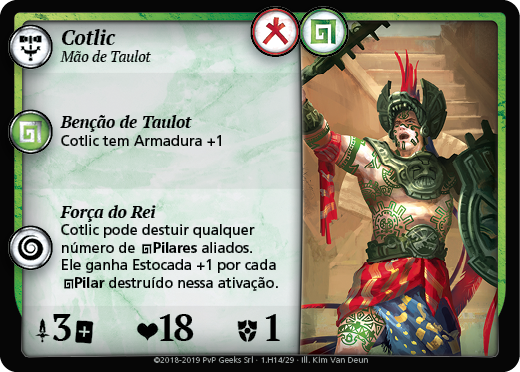 Cotlic
Mão de Taulot
Benção de Taulot
Cotlic tem Armadura +1
Força do Rei
Cotlic pode destuir qualquer
número de Pilares aliados.
Ele ganha Estocada +1 por cada
Pilar destruído nessa ativação.
3 18 1
©2018-2019 PvP Geeks Srl · 1.H14/29 · Ill. Kim Van Deun